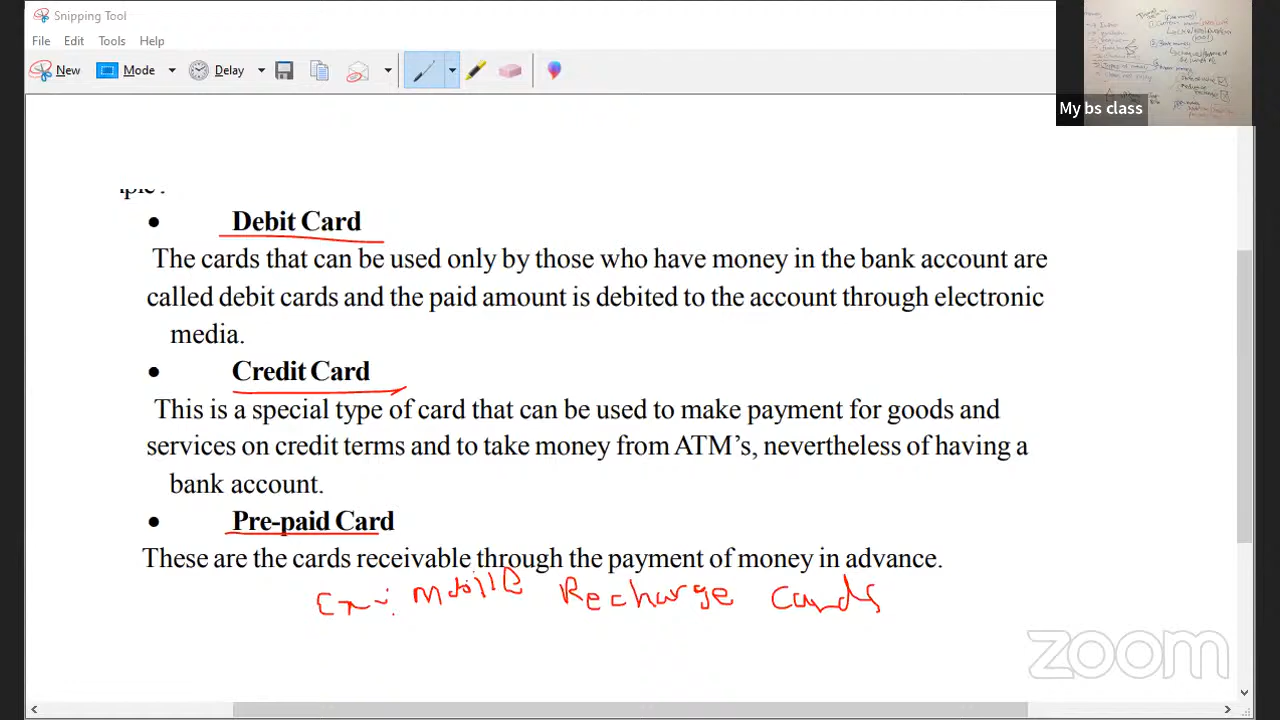 Snipping Tool
File Edit Tools Help
New Mode Delay
My bs class
Debit Card
The cards that can be used only by those who have money in the bank account are
called debit cards and the paid amount is debited to the account through electronic
media.
Credit Card
This is a special type of card that can be used to make payment for goods and
services on credit terms and to take money from ATM’s, nevertheless of having a
bank account.
Pre-paid Card
These are the cards receivable through the payment of money in advance.
Ex-: Mobile Recharge Cards
zoom